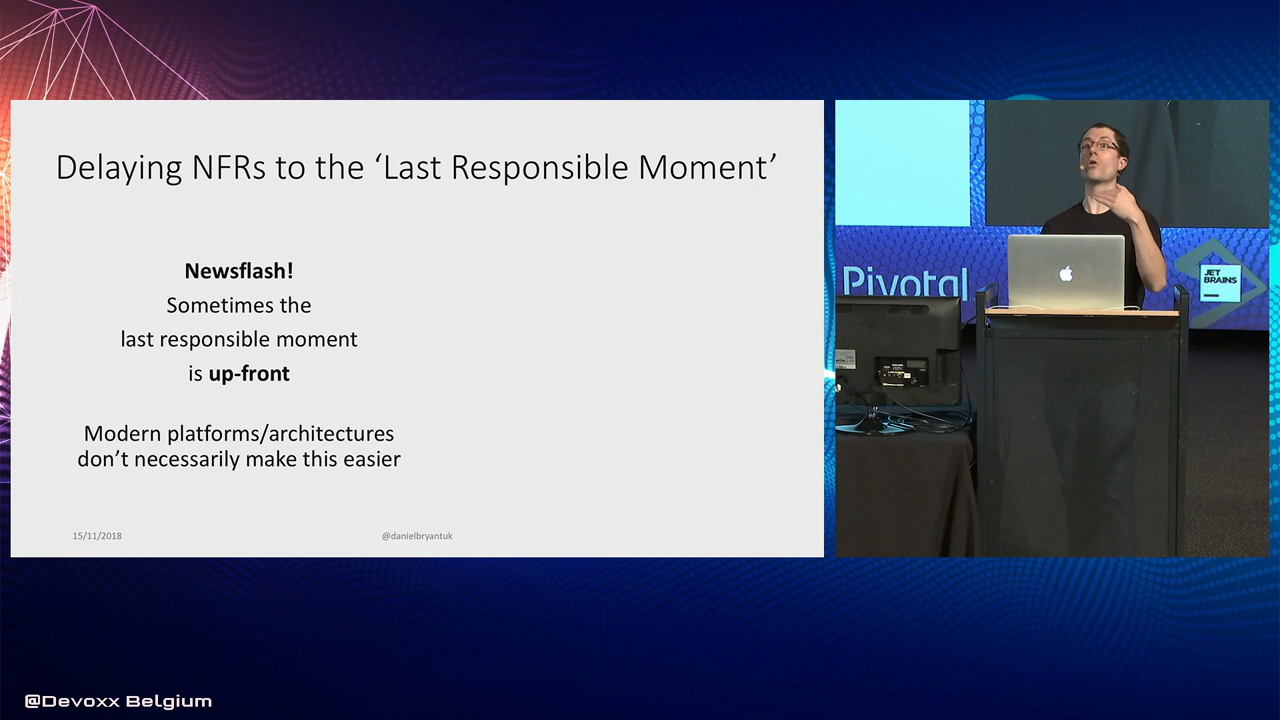 Delaying NFRs to the ‘Last Responsible Moment’
Newsflash!
Sometimes the
last responsible moment
is up-front
Modern platforms/architectures
don’t necessarily make this easier
15/11/2018
@danielbryantuk
Pivotal
JET
BRAINS
@Devoxx Belgium